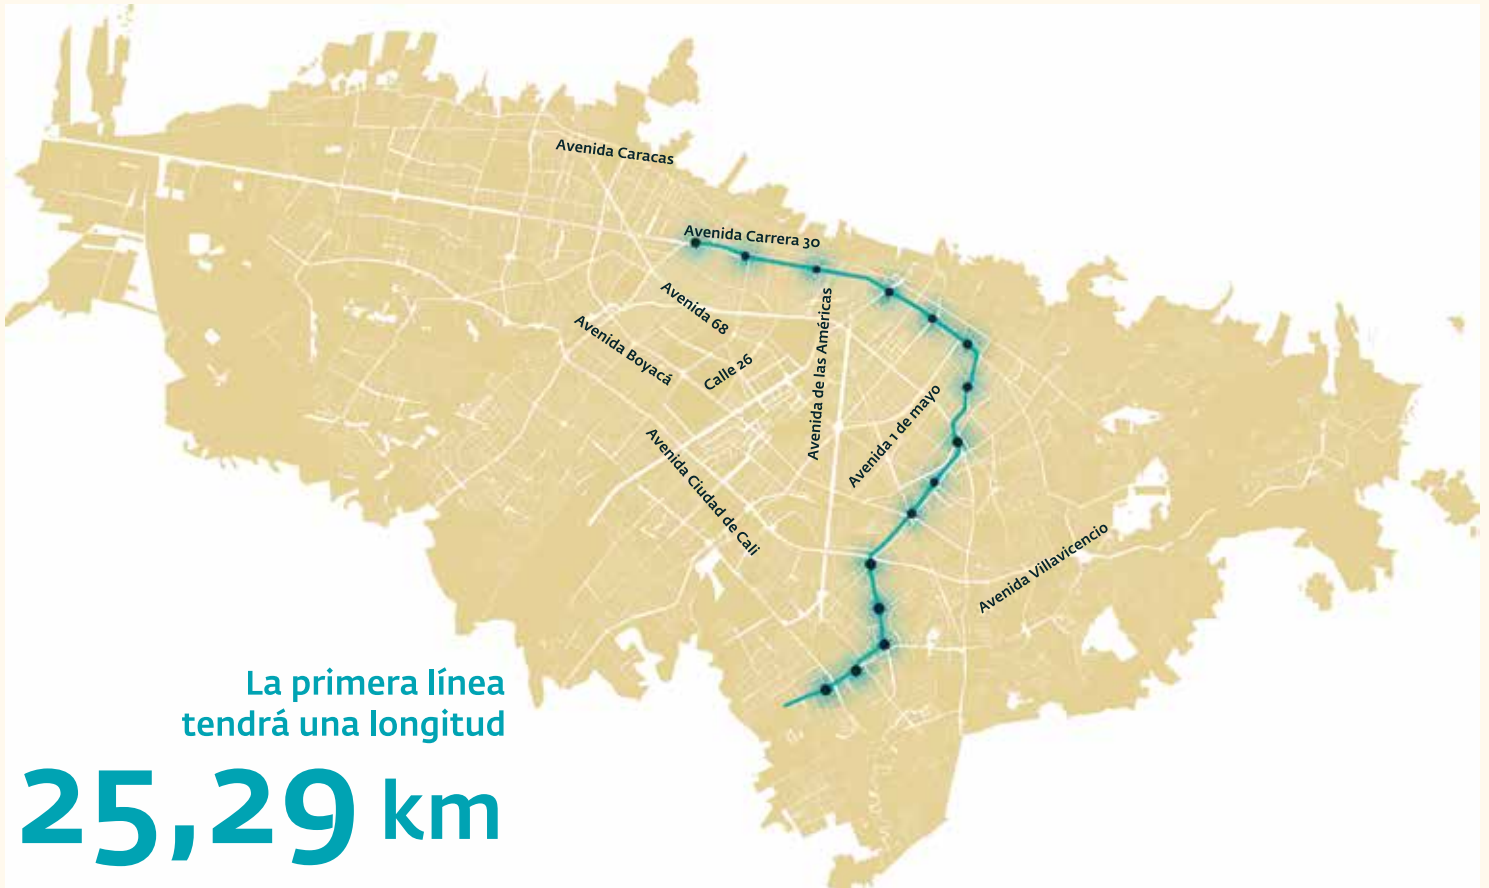 Avenida Caracas
Avenida Carrera 30
Avenida 68
Avenida Boyacá
Calle 26
Avenida de las Américas
Avenida 1 de mayo
Avenida Ciudad de Cali
Avenida Villavicencio
La primera línea
tendrá una longitud
25,29 km